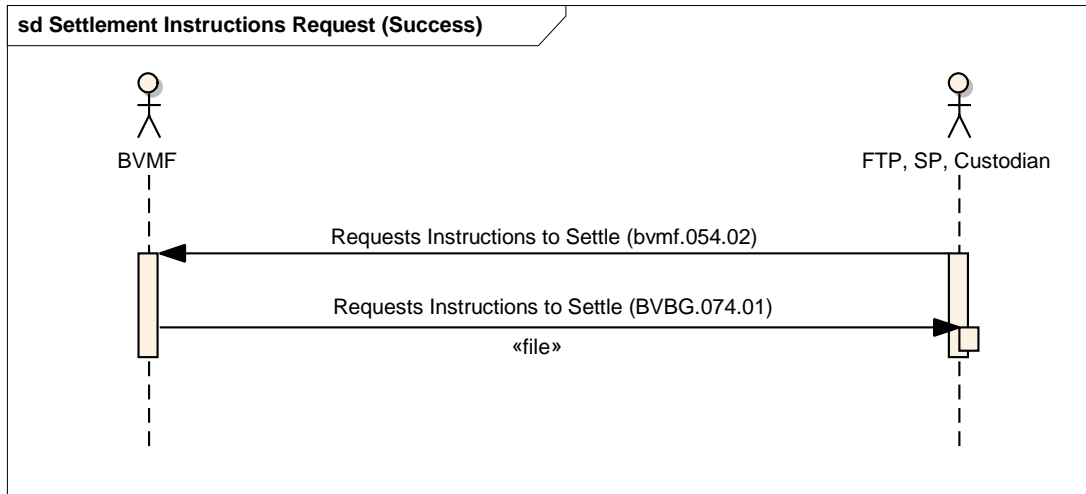 sd Settlement Instructions Request (Success)
BVMF
FTP, SP, Custodian
Requests Instructions to Settle (bvmf.054.02)
Requests Instructions to Settle (BVBG.074.01)
«file»